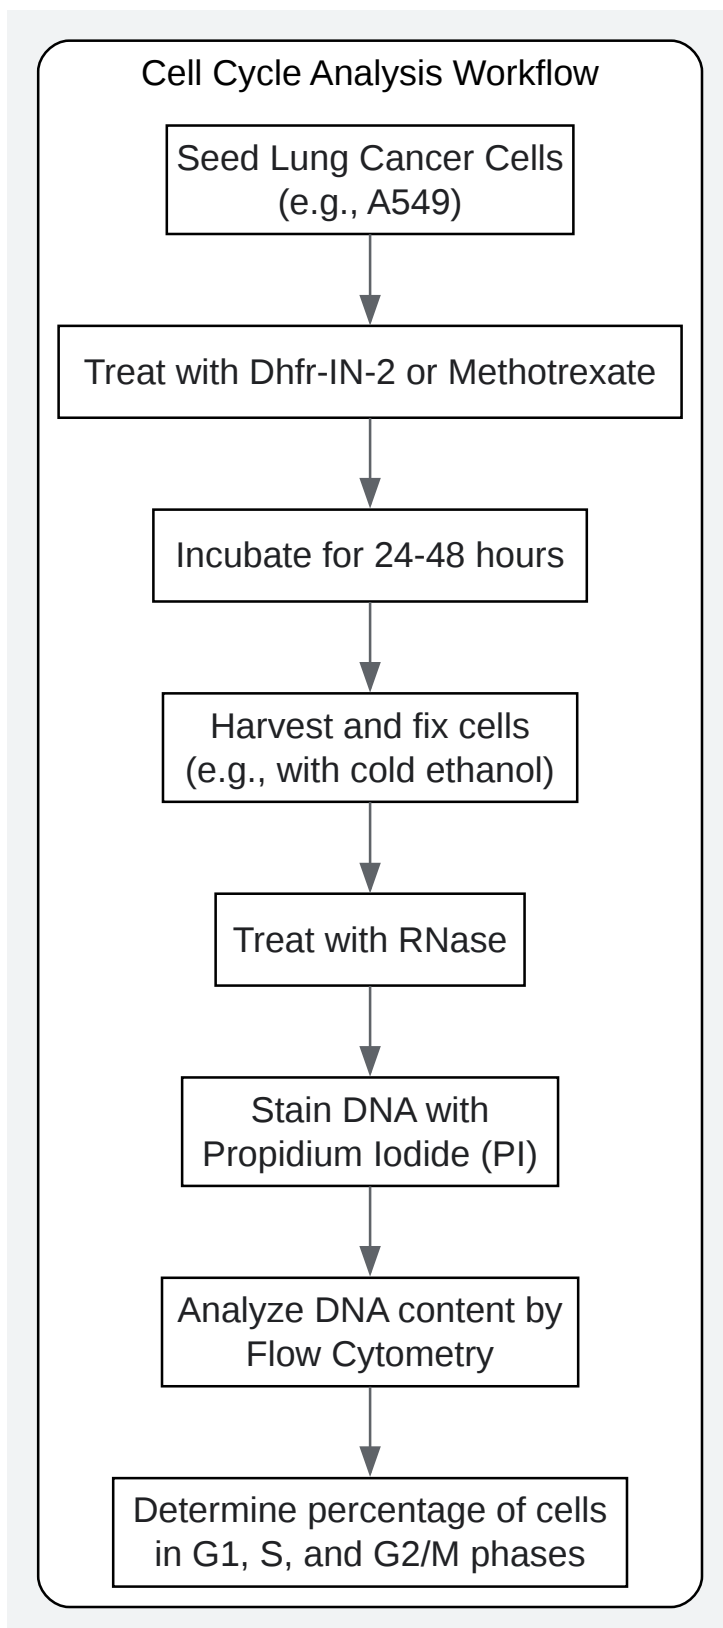 Cell Cycle Analysis Workflow
Seed Lung Cancer Cells
(e.g., A549)
Treat with Dhfr-IN-2 or Methotrexate
Incubate for 24-48 hours
Harvest and fix cells
(e.g., with cold ethanol)
Treat with RNase
Stain DNA with
Propidium Iodide (PI)
Analyze DNA content by
Flow Cytometry
Determine percentage of cells
in G1, S, and G2/M phases